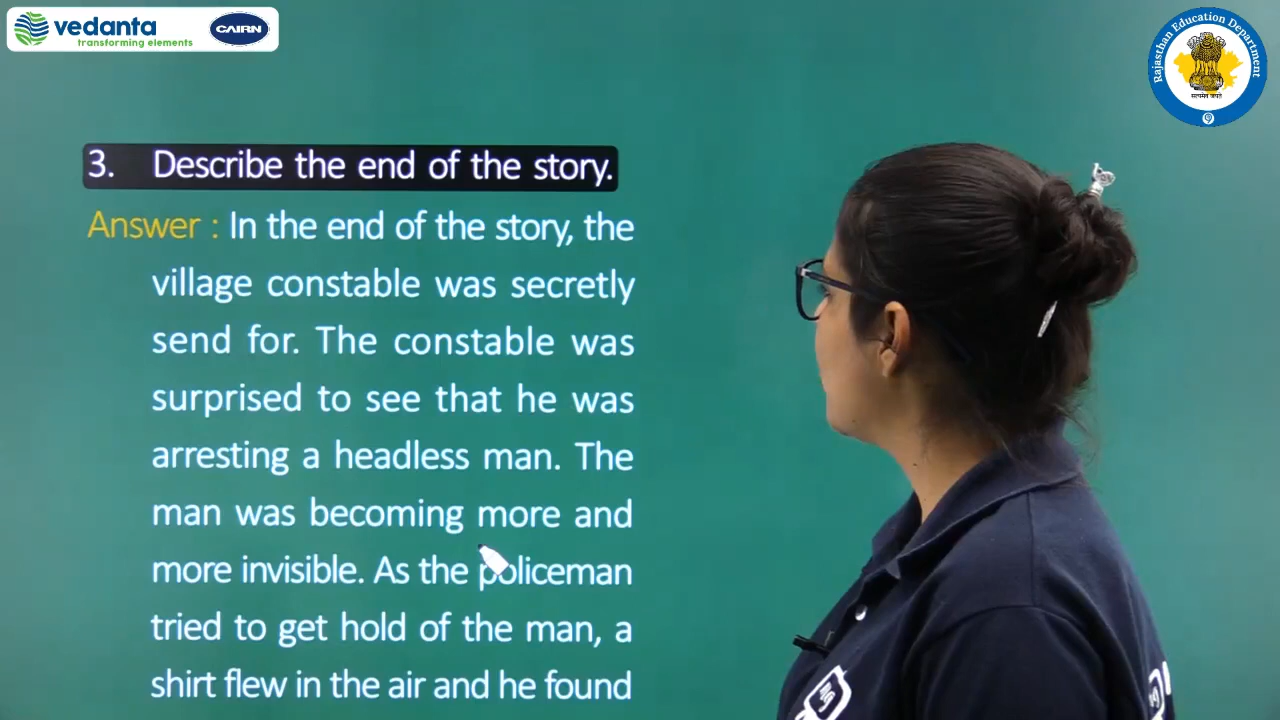 vedanta
transforming elements
CAIRN
Rajasthan Education Department
सत्यमेव जयते
3. Describe the end of the story.
Answer : In the end of the story, the
village constable was secretly
send for. The constable was
surprised to see that he was
arresting a headless man. The
man was becoming more and
more invisible. As the policeman
tried to get hold of the man, a
shirt flew in the air and he found